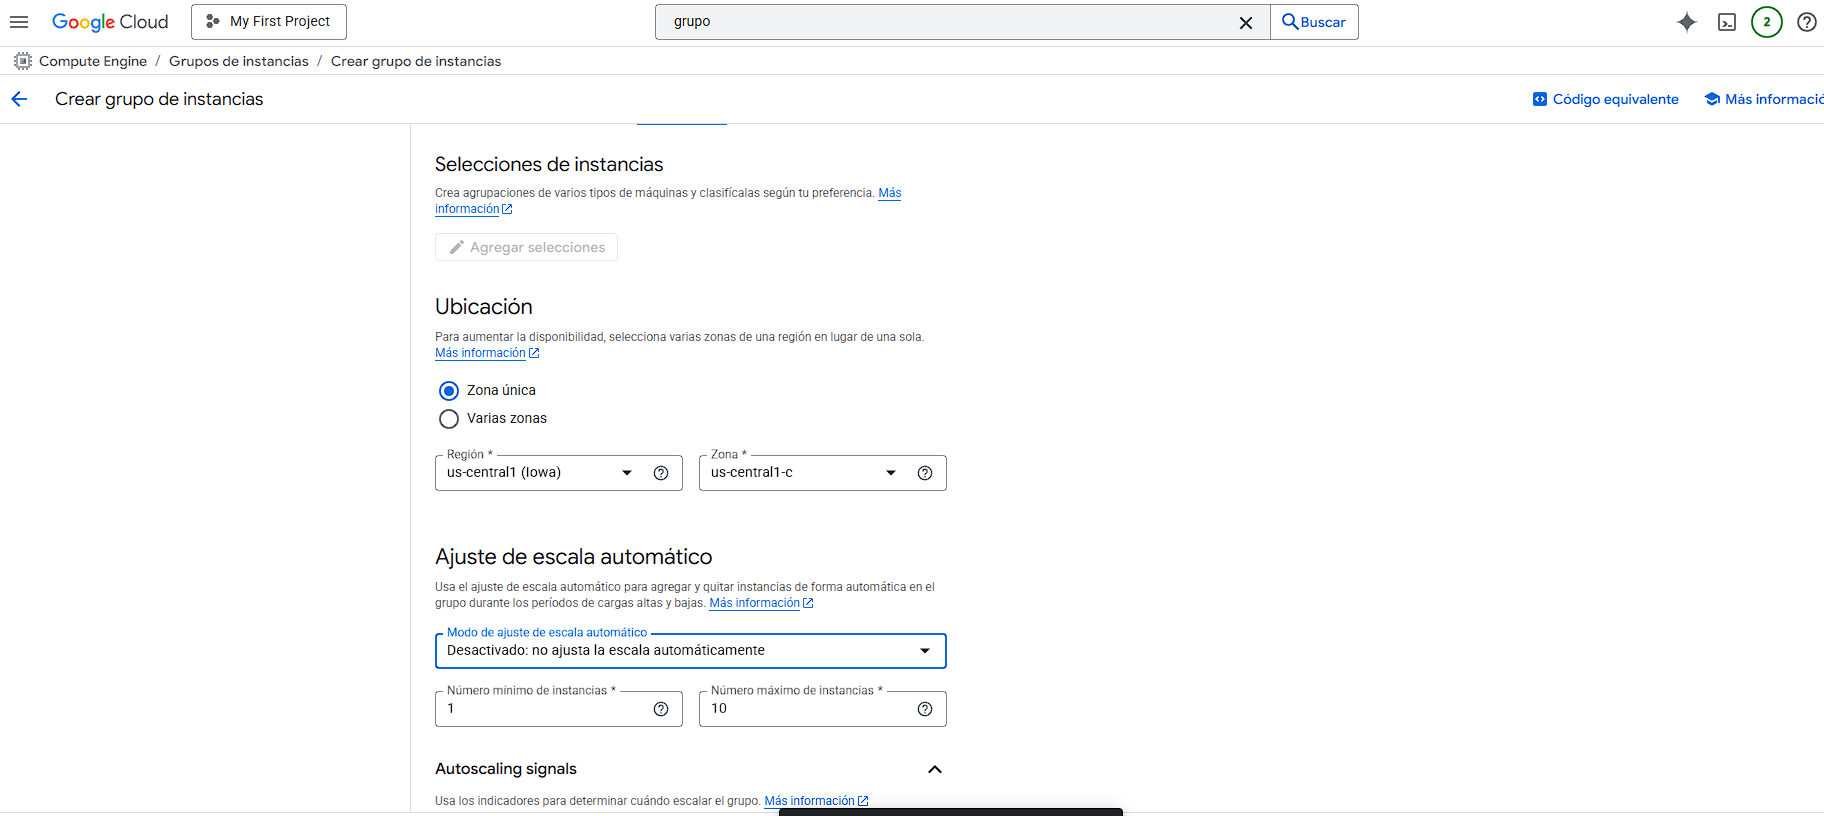 Google Cloud
My First Project
grupo
Buscar
2
Compute Engine / Grupos de instancias / Crear grupo de instancias
Crear grupo de instancias
Código equivalente
Más informació
Selecciones de instancias
Crea agrupaciones de varios tipos de máquinas y clasifícalas según tu preferencia. Más
información
Agregar selecciones
Ubicación
Para aumentar la disponibilidad, selecciona varias zonas de una región en lugar de una sola.
Más información
Zona única
Varias zonas
Región *
us-central1 (Iowa)
Zona *
us-central1-c
Ajuste de escala automático
Usa el ajuste de escala automático para agregar y quitar instancias de forma automática en el
grupo durante los períodos de cargas altas y bajas. Más información
Modo de ajuste de escala automático
Desactivado: no ajusta la escala automáticamente
Número mínimo de instancias *
1
Número máximo de instancias *
10
Autoscaling signals
Usa los indicadores para determinar cuándo escalar el grupo. Más información